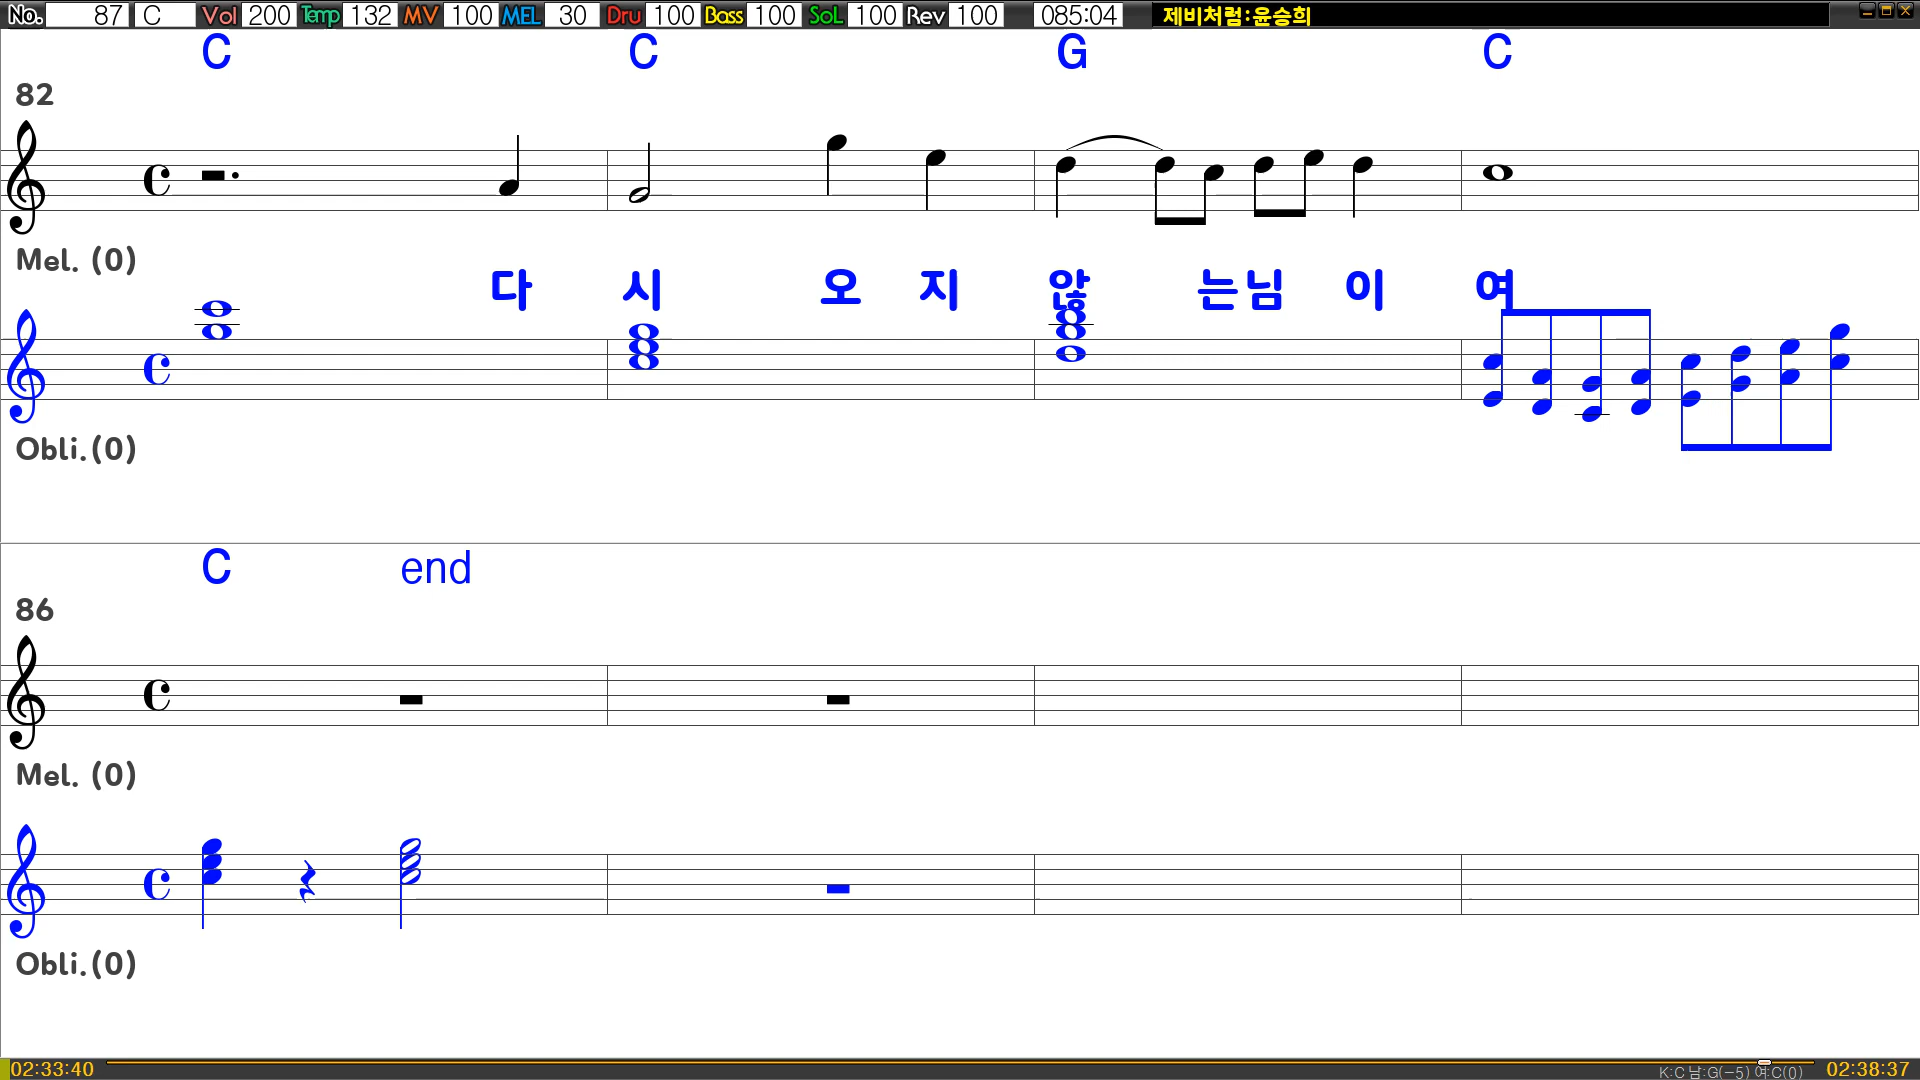 No. 87 C Vol 200 Temp 132 MV 100 MEL 30 Dru 100 Bass 100 SoL 100 Rev 100 085:04 제비처럼:윤승희
C C G C
82
Mel. (0)
다 시 오 지 않 는님 이 여
Obli.(0)
C end
86
Mel. (0)
Obli.(0)
02:33:40 K:C 남:G(-5) 여:C(0) 02:38:37